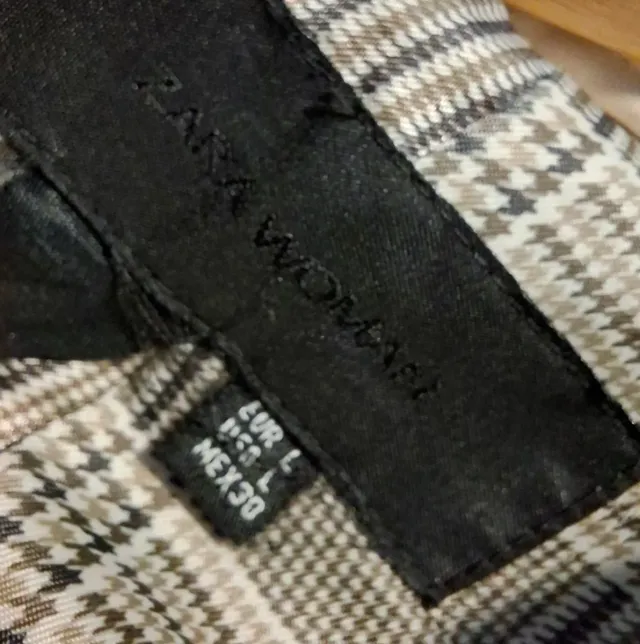 ZARA WOMAN
EUR L
USA L
MEX 30